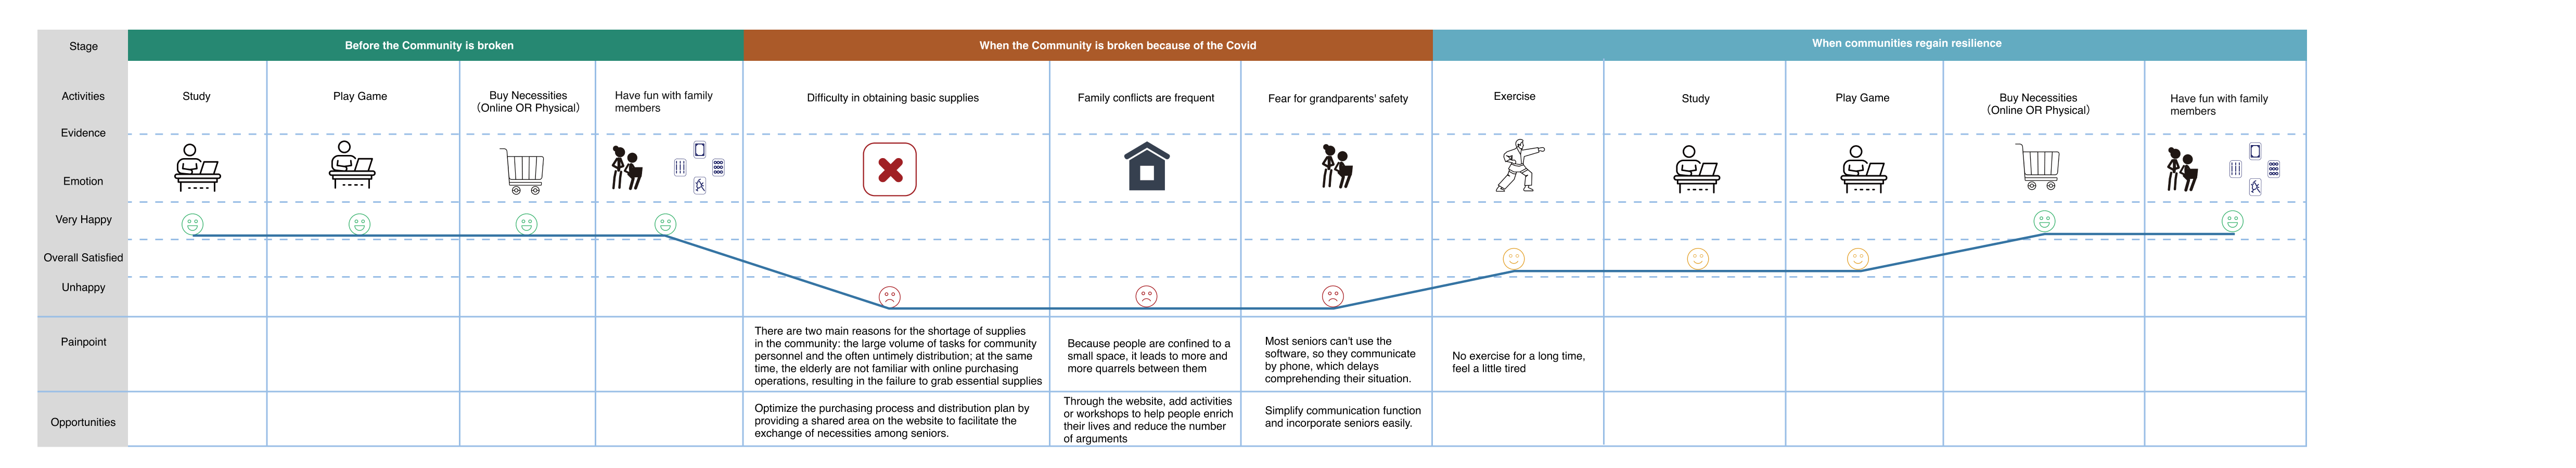 Stage
Before the Community is broken
When the Community is broken because of the Covid
When communities regain resilience
Activities
Study
Play Game
Buy Necessities
（Online OR Physical）
Have fun with family
members
Difficulty in obtaining basic supplies
Family conflicts are frequent
Fear for grandparents' safety
Exercise
Study
Play Game
Buy Necessities
（Online OR Physical）
Have fun with family
members
Evidence
Emotion
Very Happy
Overall Satisfied
Unhappy
Painpoint
There are two main reasons for the shortage of supplies
in the community: the large volume of tasks for community
personnel and the often untimely distribution; at the same
time, the elderly are not familiar with online purchasing
operations, resulting in the failure to grab essential supplies
Because people are confined to a
small space, it leads to more and
more quarrels between them
Most seniors can't use the
software, so they communicate
by phone, which delays
comprehending their situation.
No exercise for a long time,
feel a little tired
Opportunities
Optimize the purchasing process and distribution plan by
providing a shared area on the website to facilitate the
exchange of necessities among seniors.
Through the website, add activities
or workshops to help people enrich
their lives and reduce the number
of arguments
Simplify communication function
and incorporate seniors easily.